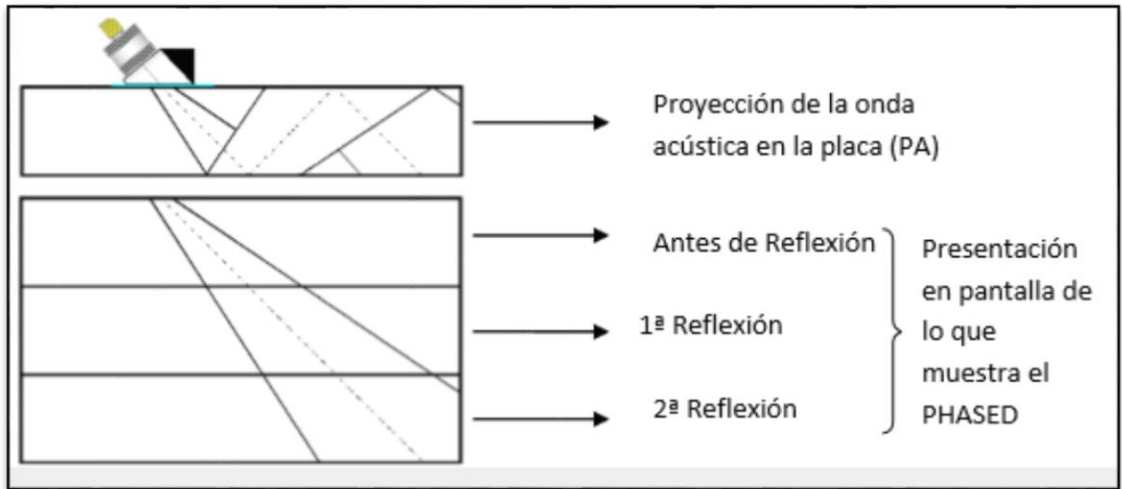 Proyección de la onda
acústica en la placa (PA)
Antes de Reflexión
1ª Reflexión
2ª Reflexión
Presentación
en pantalla de
lo que
muestra el
PHASED